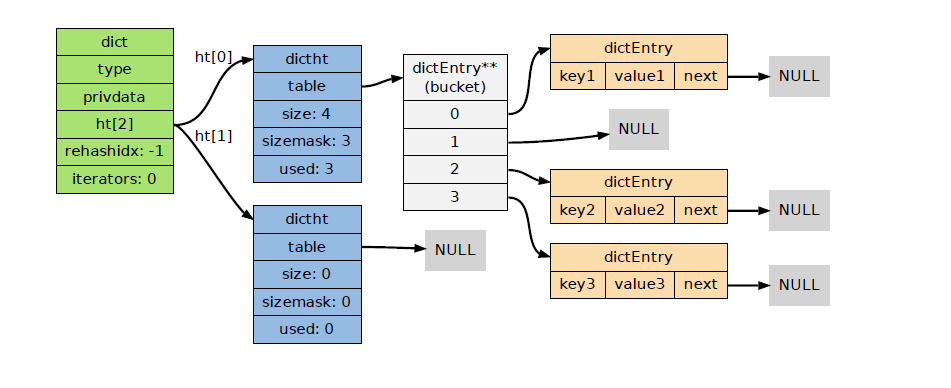 dict
type
privdata
ht[2]
rehashidx: -1
iterators: 0
ht[0]
ht[1]
dictht
table
size: 4
sizemask: 3
used: 3
dictht
table
size: 0
sizemask: 0
used: 0
NULL
dictEntry**
(bucket)
0
1
2
3
dictEntry
key1 value1 next
NULL
NULL
dictEntry
key2 value2 next
NULL
dictEntry
key3 value3 next
NULL